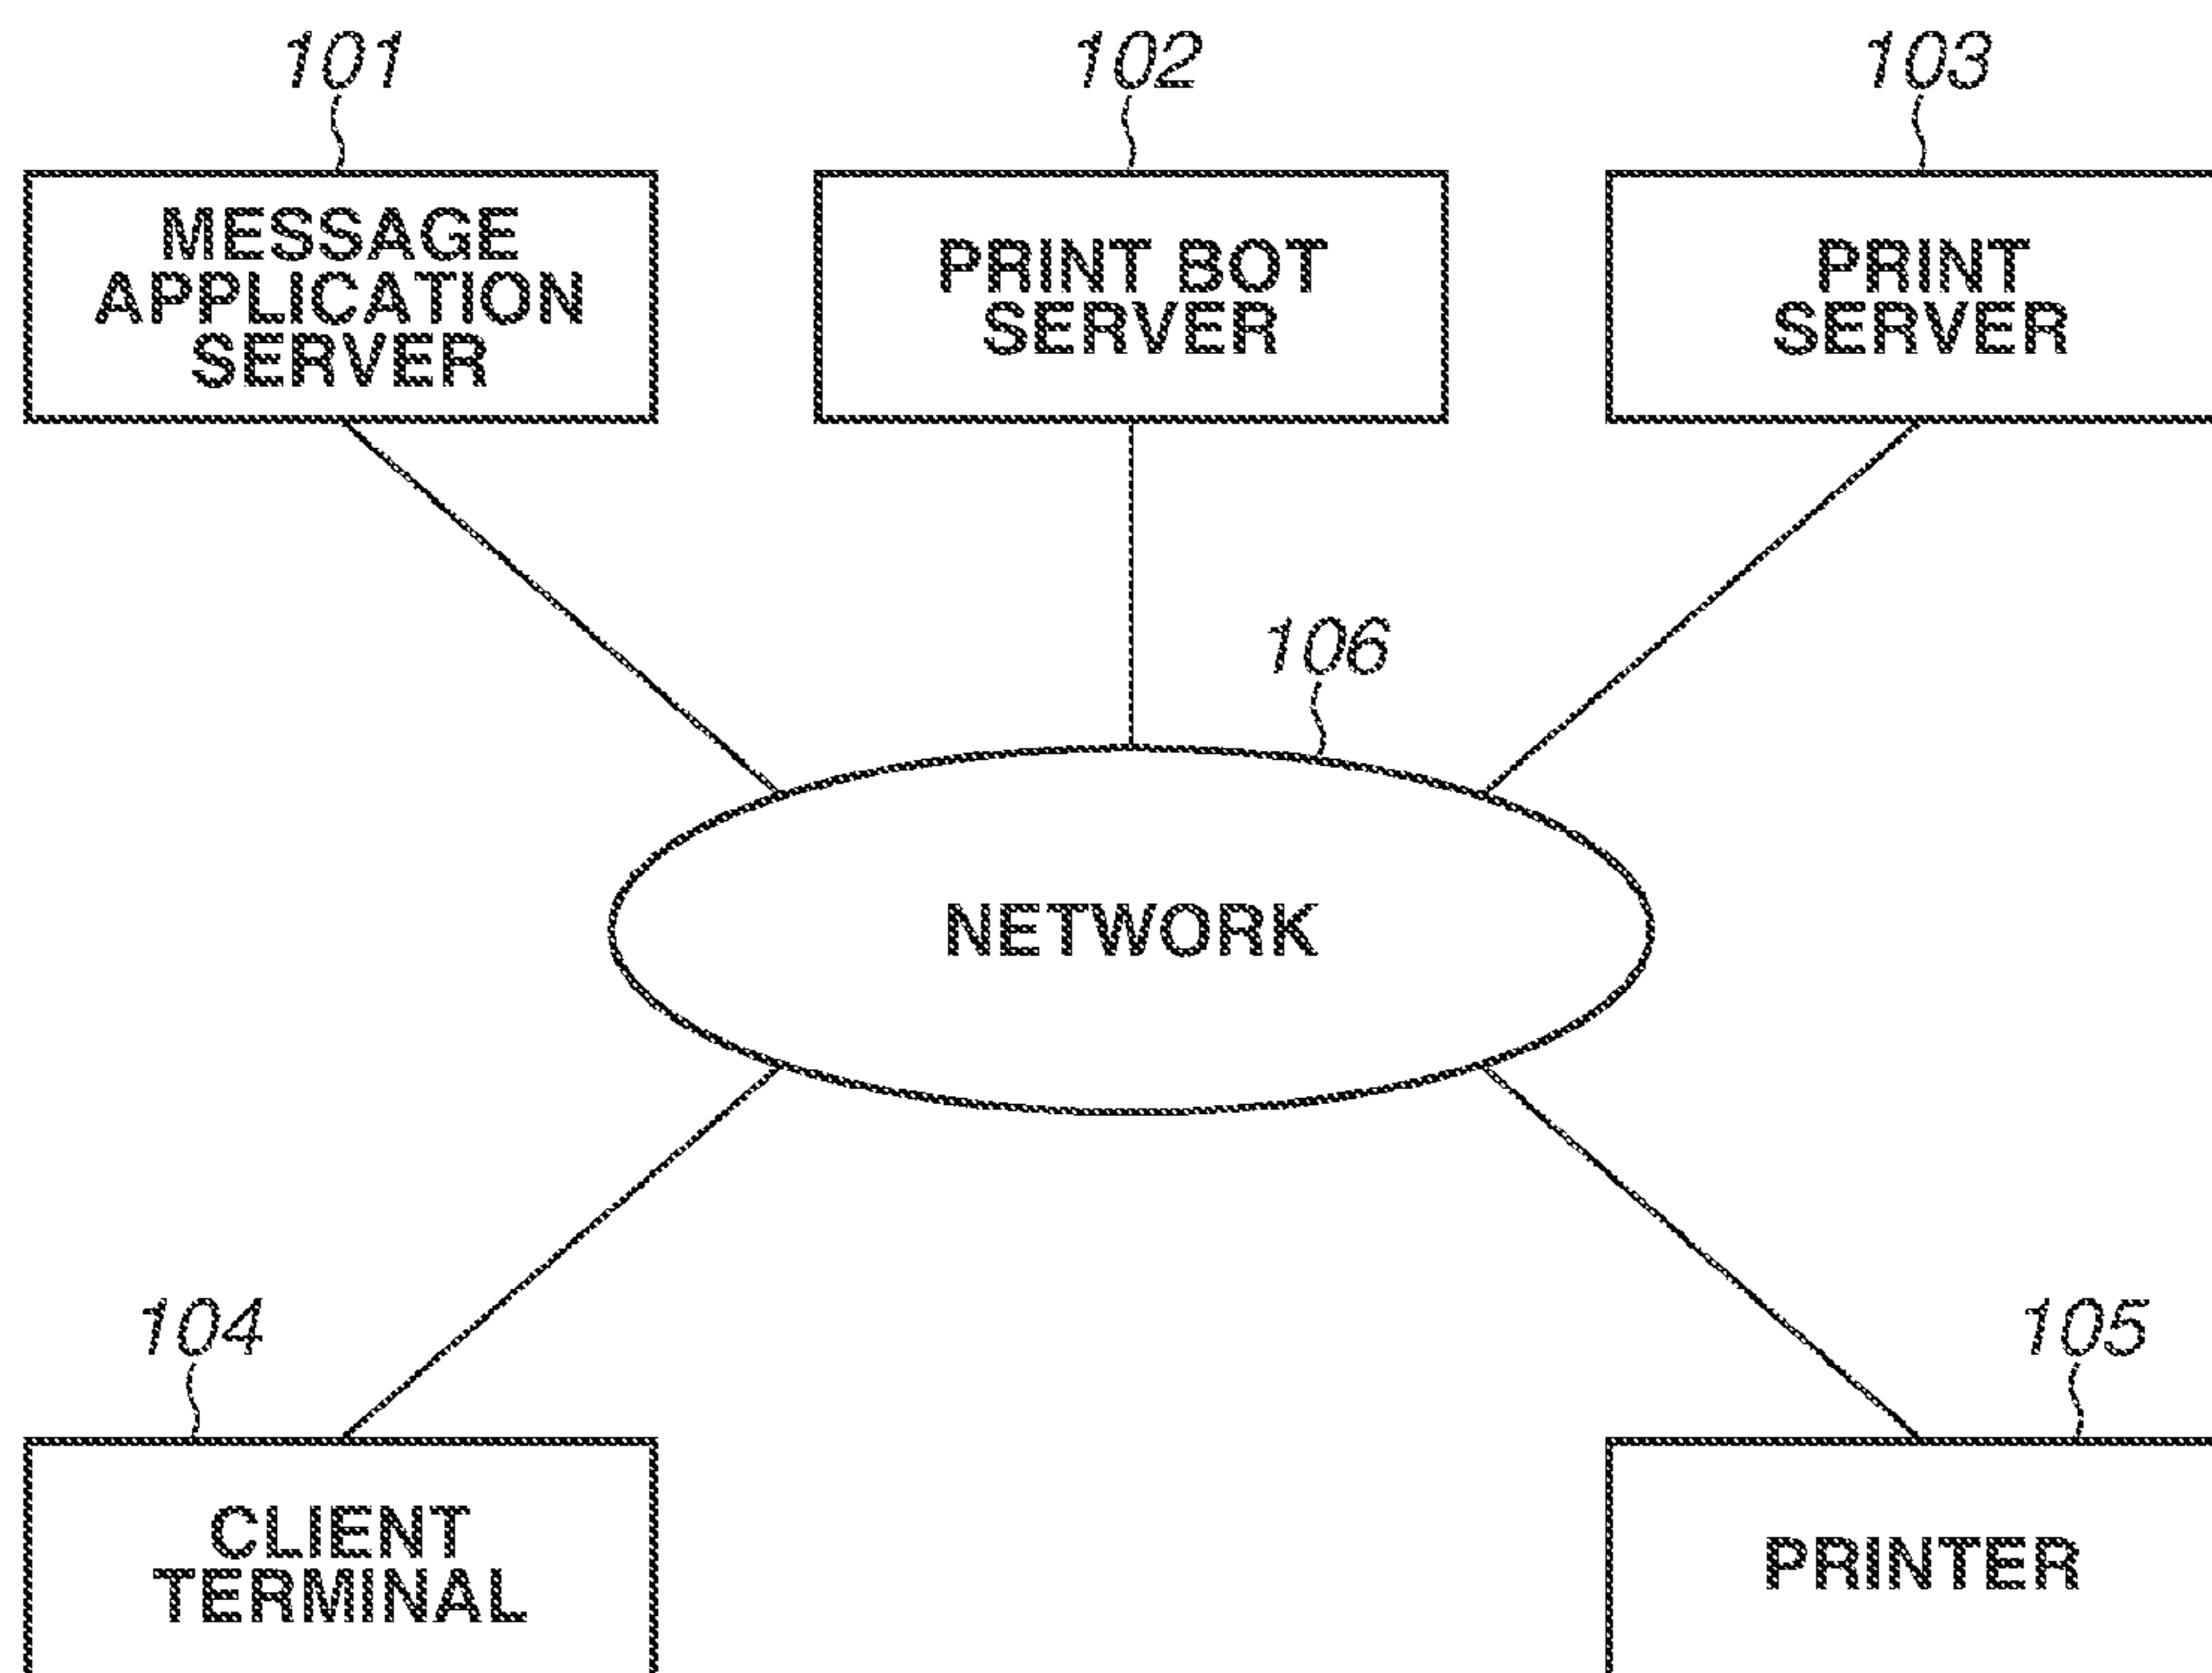 101
102
103
MESSAGE
APPLICATION
SERVER
PRINT BOT
SERVER
PRINT
SERVER
106
NETWORK
104
105
CLIENT
TERMINAL
PRINTER